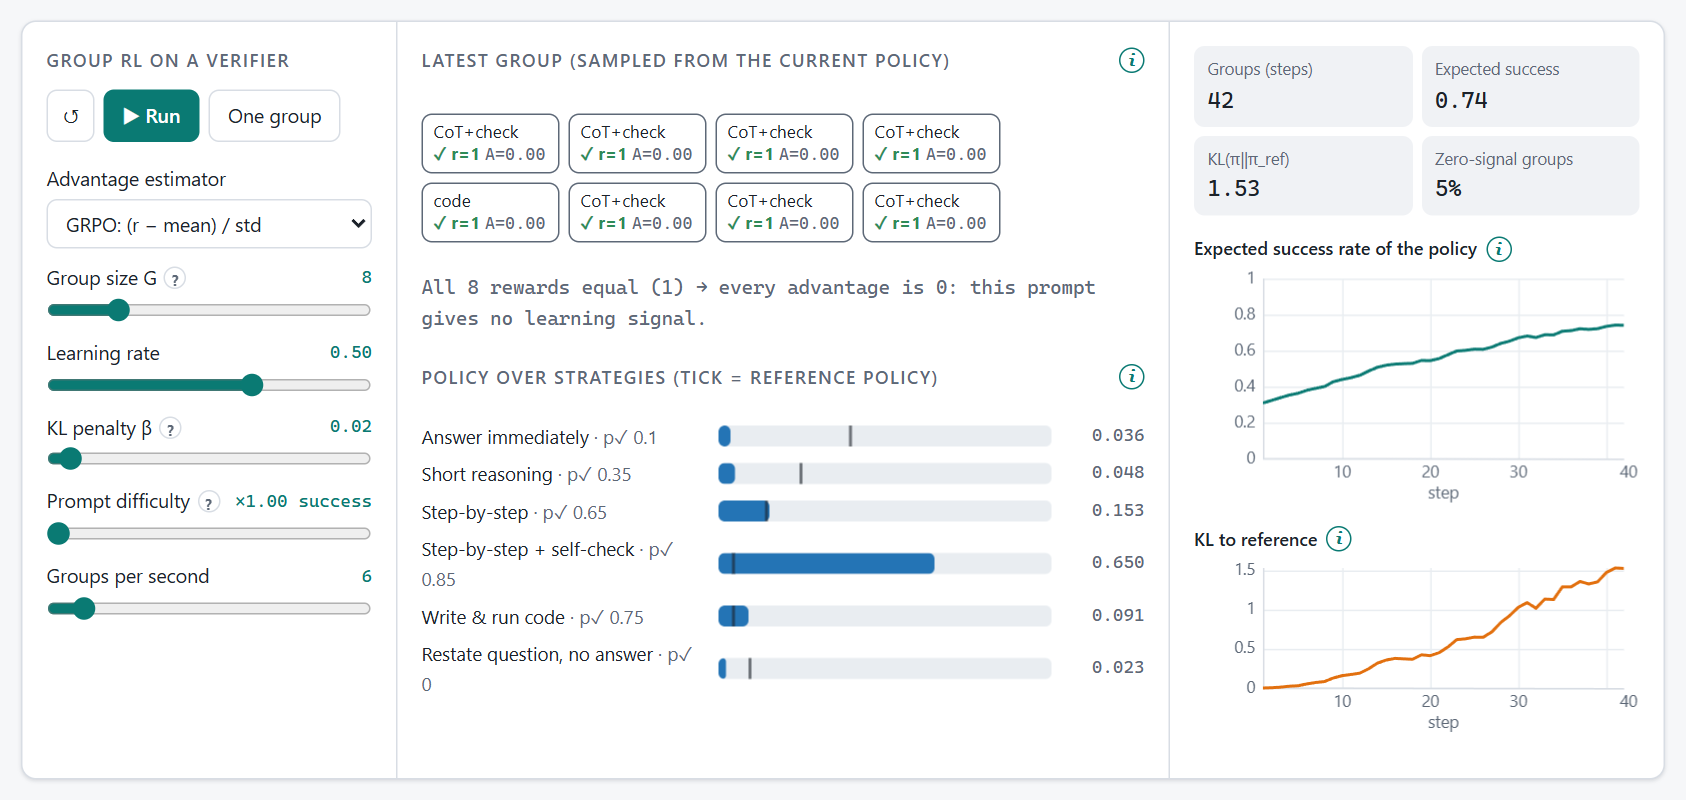 GROUP RL ON A VERIFIER
↺
▶ Run
One group
Advantage estimator
GRPO: (r − mean) / std
Group size G ? 8
Learning rate 0.50
KL penalty β ? 0.02
Prompt difficulty ? ×1.00 success
Groups per second 6
LATEST GROUP (SAMPLED FROM THE CURRENT POLICY) i
CoT+check
✓ r=1 A=0.00
CoT+check
✓ r=1 A=0.00
CoT+check
✓ r=1 A=0.00
CoT+check
✓ r=1 A=0.00
code
✓ r=1 A=0.00
CoT+check
✓ r=1 A=0.00
CoT+check
✓ r=1 A=0.00
CoT+check
✓ r=1 A=0.00
All 8 rewards equal (1) → every advantage is 0: this prompt
gives no learning signal.
POLICY OVER STRATEGIES (TICK = REFERENCE POLICY) i
Answer immediately · p✓ 0.1 0.036
Short reasoning · p✓ 0.35 0.048
Step-by-step · p✓ 0.65 0.153
Step-by-step + self-check · p✓
0.85
0.650
Write & run code · p✓ 0.75 0.091
Restate question, no answer · p✓
0
0.023
Groups (steps)
42
Expected success
0.74
KL(π||π_ref)
1.53
Zero-signal groups
5%
Expected success rate of the policy i
1
0.8
0.6
0.4
0.2
0
10 20 30 40
step
KL to reference i
1.5
1
0.5
0
10 20 30 40
step